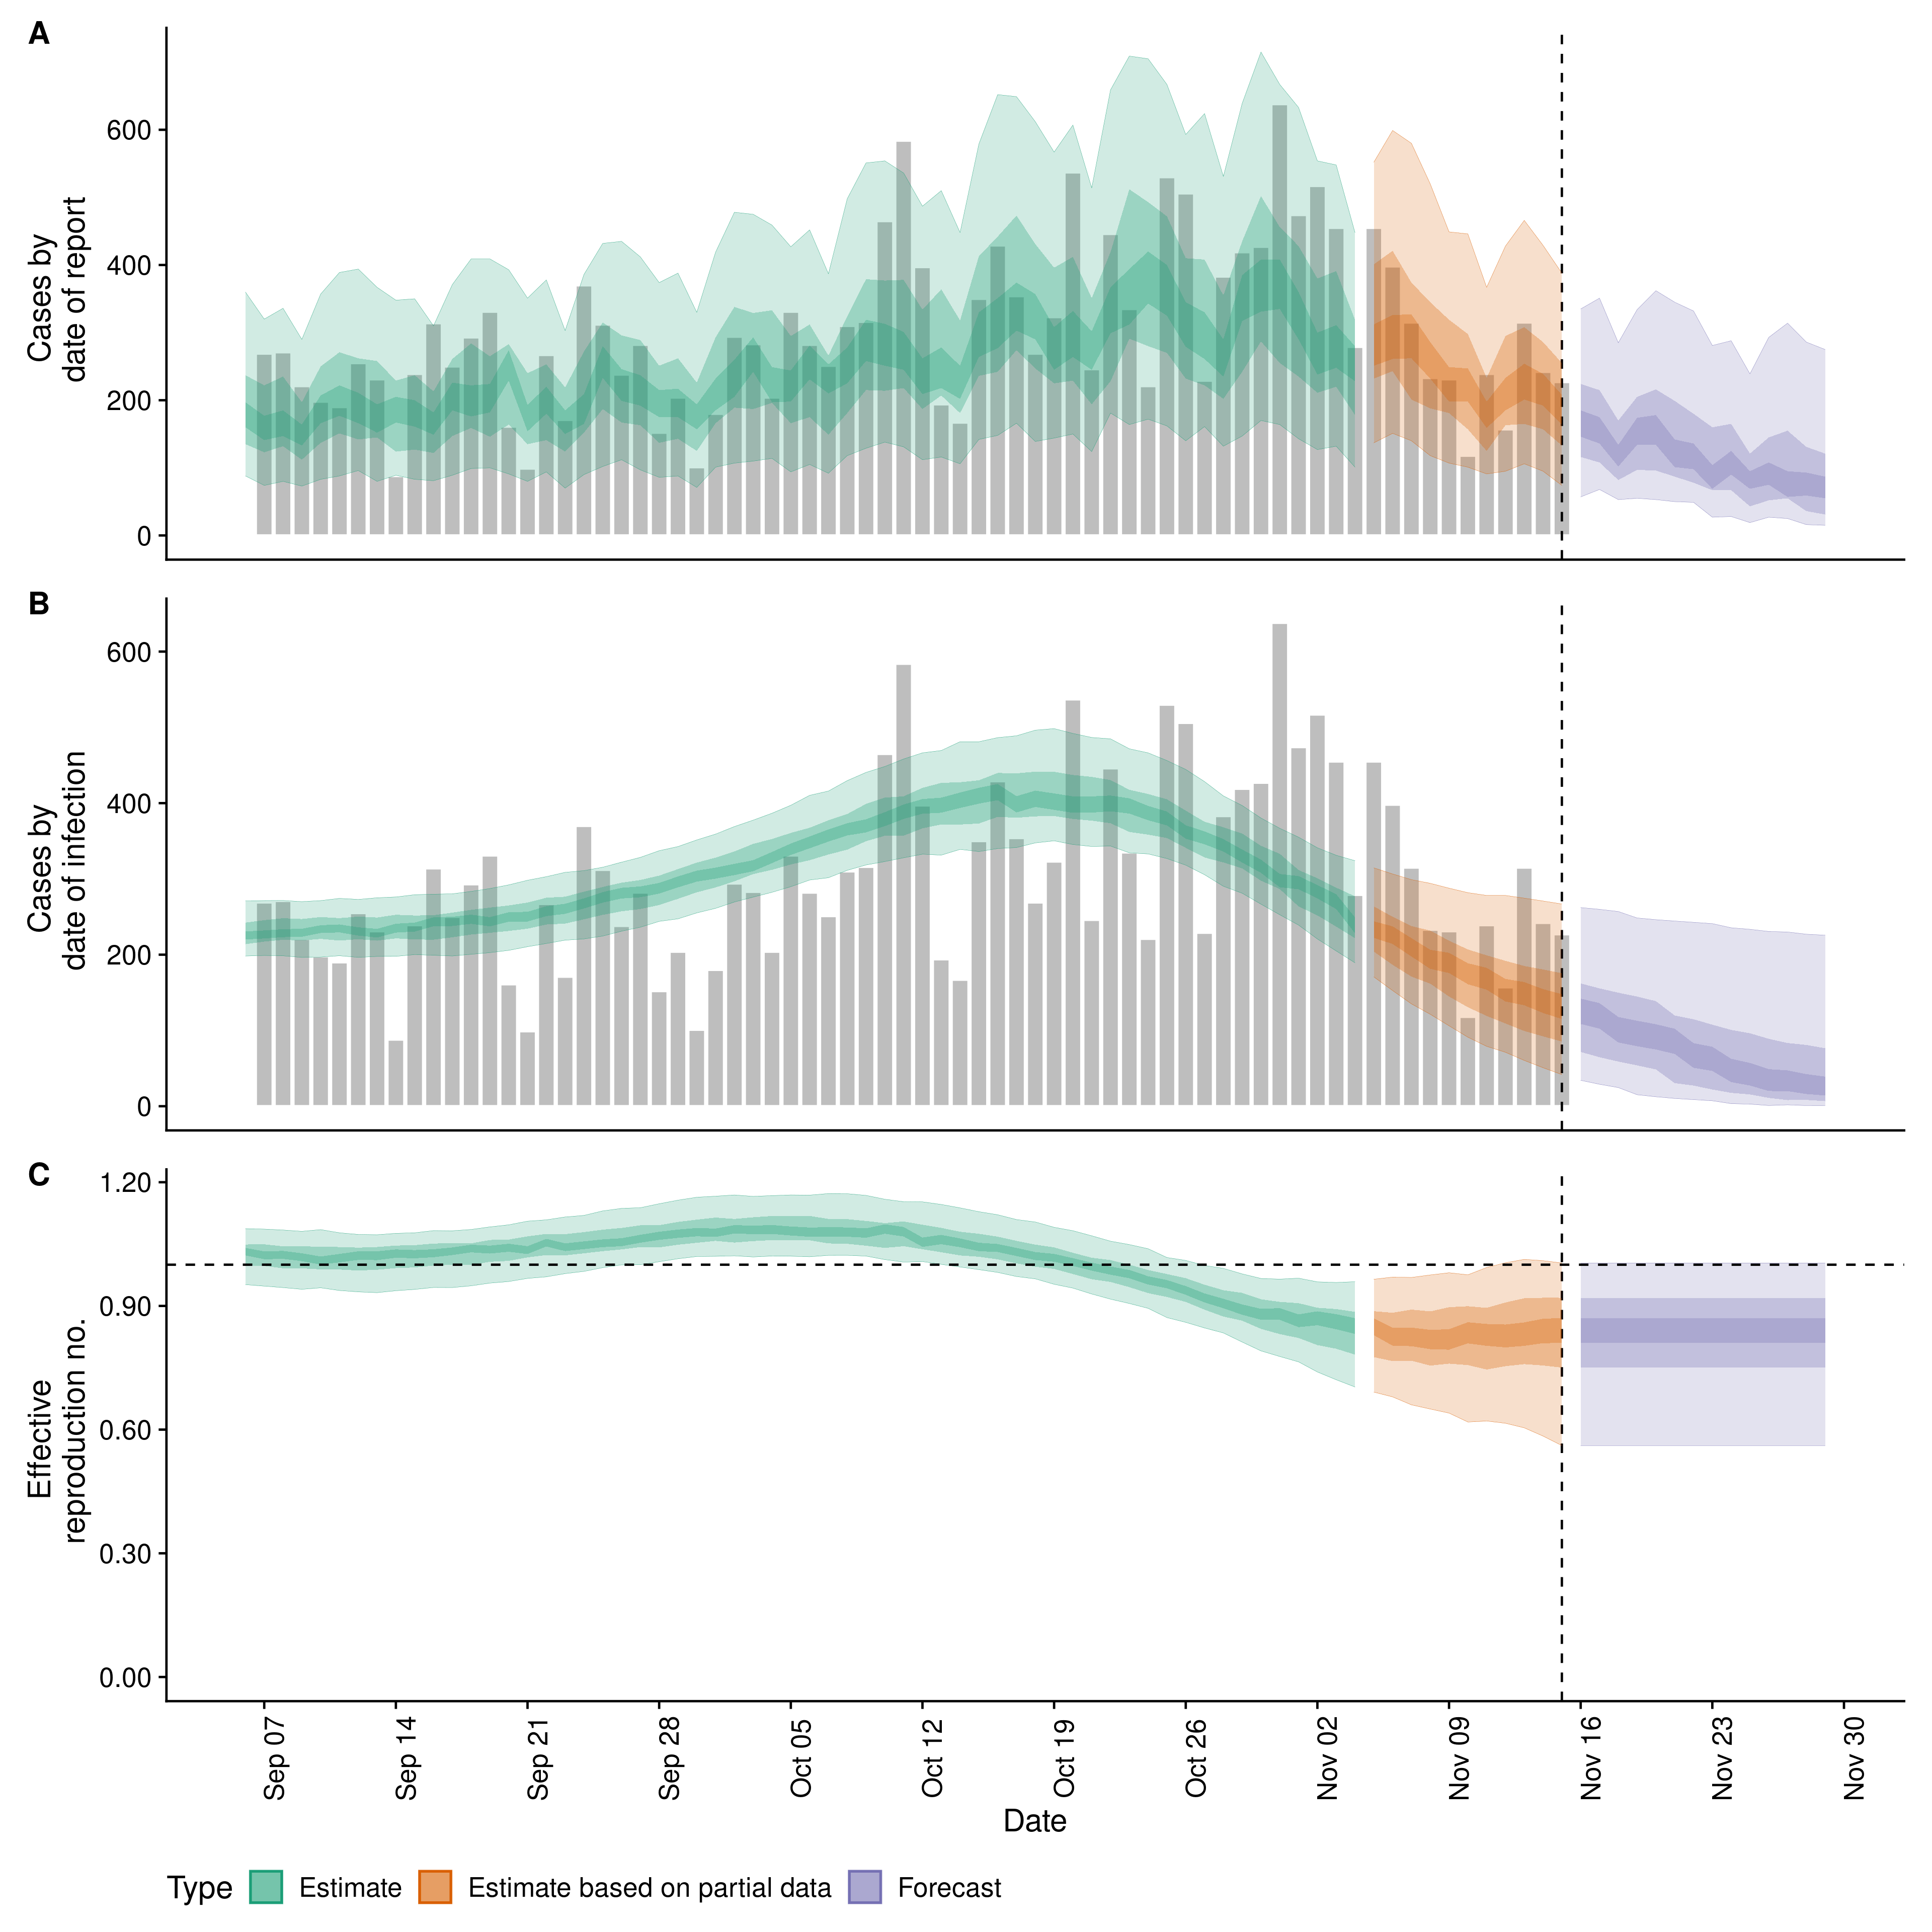 A
Cases by
date of report
600
400
200
0
B
Cases by
date of infection
600
400
200
0
C
Effective
reproduction no.
1.20
0.90
0.60
0.30
0.00
Sep 07
Sep 14
Sep 21
Sep 28
Oct 05
Oct 12
Oct 19
Oct 26
Nov 02
Nov 09
Nov 16
Nov 23
Nov 30
Date
Type Estimate Estimate based on partial data Forecast